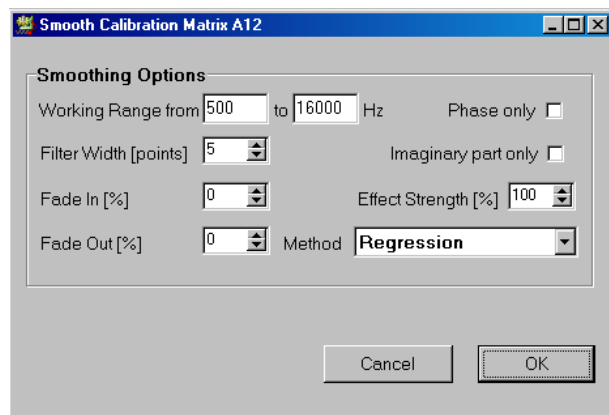 Smooth Calibration Matrix A12
Smoothing Options
Working Range from 500 to 16000 Hz Phase only
Filter Width [points] 5 Imaginary part only
Fade In [%] 0 Effect Strength [%] 100
Fade Out [%] 0 Method Regression
Cancel OK